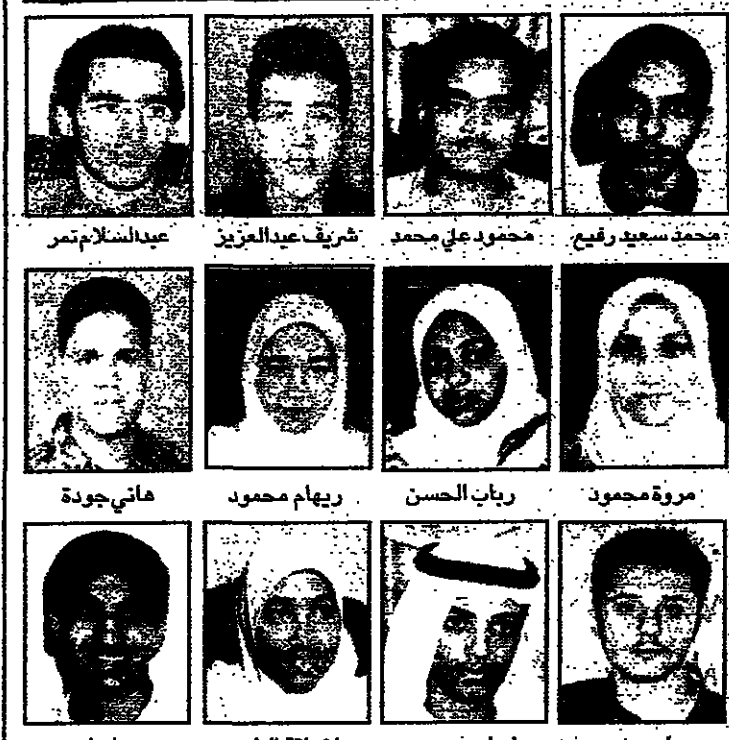 محمد سعيد رفيع محمود علي محمد شريف عبدالعزيز عبدالسلام تمر
مروة محمود رباب الحسن ريهام محمود هاني جودة